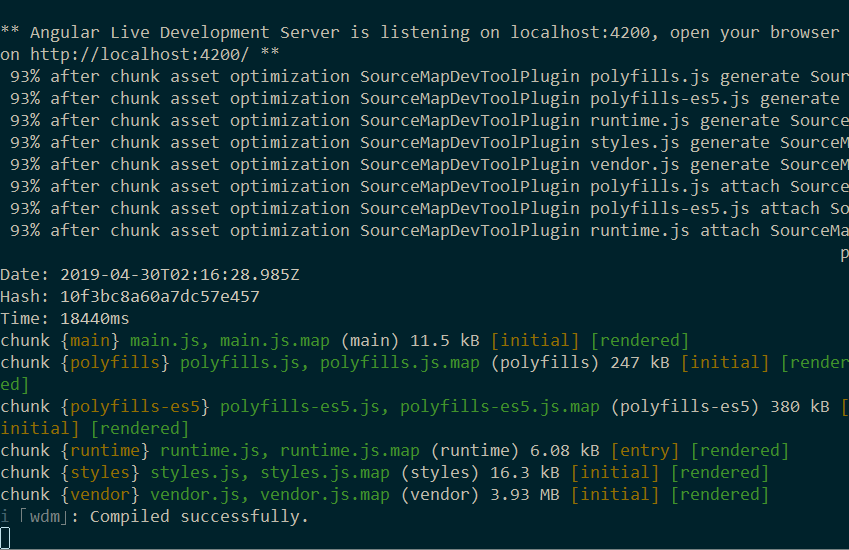 ** Angular Live Development Server is listening on localhost:4200, open your browser
on http://localhost:4200/ **
93% after chunk asset optimization SourceMapDevToolPlugin polyfills.js generate Sour
93% after chunk asset optimization SourceMapDevToolPlugin polyfills-es5.js generate
93% after chunk asset optimization SourceMapDevToolPlugin runtime.js generate Source
93% after chunk asset optimization SourceMapDevToolPlugin styles.js generate SourceM
93% after chunk asset optimization SourceMapDevToolPlugin vendor.js generate SourceM
93% after chunk asset optimization SourceMapDevToolPlugin polyfills.js attach Source
93% after chunk asset optimization SourceMapDevToolPlugin polyfills-es5.js attach So
93% after chunk asset optimization SourceMapDevToolPlugin runtime.js attach SourceMa
p
Date: 2019-04-30T02:16:28.985Z
Hash: 10f3bc8a60a7dc57e457
Time: 18440ms
chunk {main} main.js, main.js.map (main) 11.5 kB [initial] [rendered]
chunk {polyfills} polyfills.js, polyfills.js.map (polyfills) 247 kB [initial] [render
ed]
chunk {polyfills-es5} polyfills-es5.js, polyfills-es5.js.map (polyfills-es5) 380 kB [
initial] [rendered]
chunk {runtime} runtime.js, runtime.js.map (runtime) 6.08 kB [entry] [rendered]
chunk {styles} styles.js, styles.js.map (styles) 16.3 kB [initial] [rendered]
chunk {vendor} vendor.js, vendor.js.map (vendor) 3.93 MB [initial] [rendered]
i ｢wdm｣: Compiled successfully.